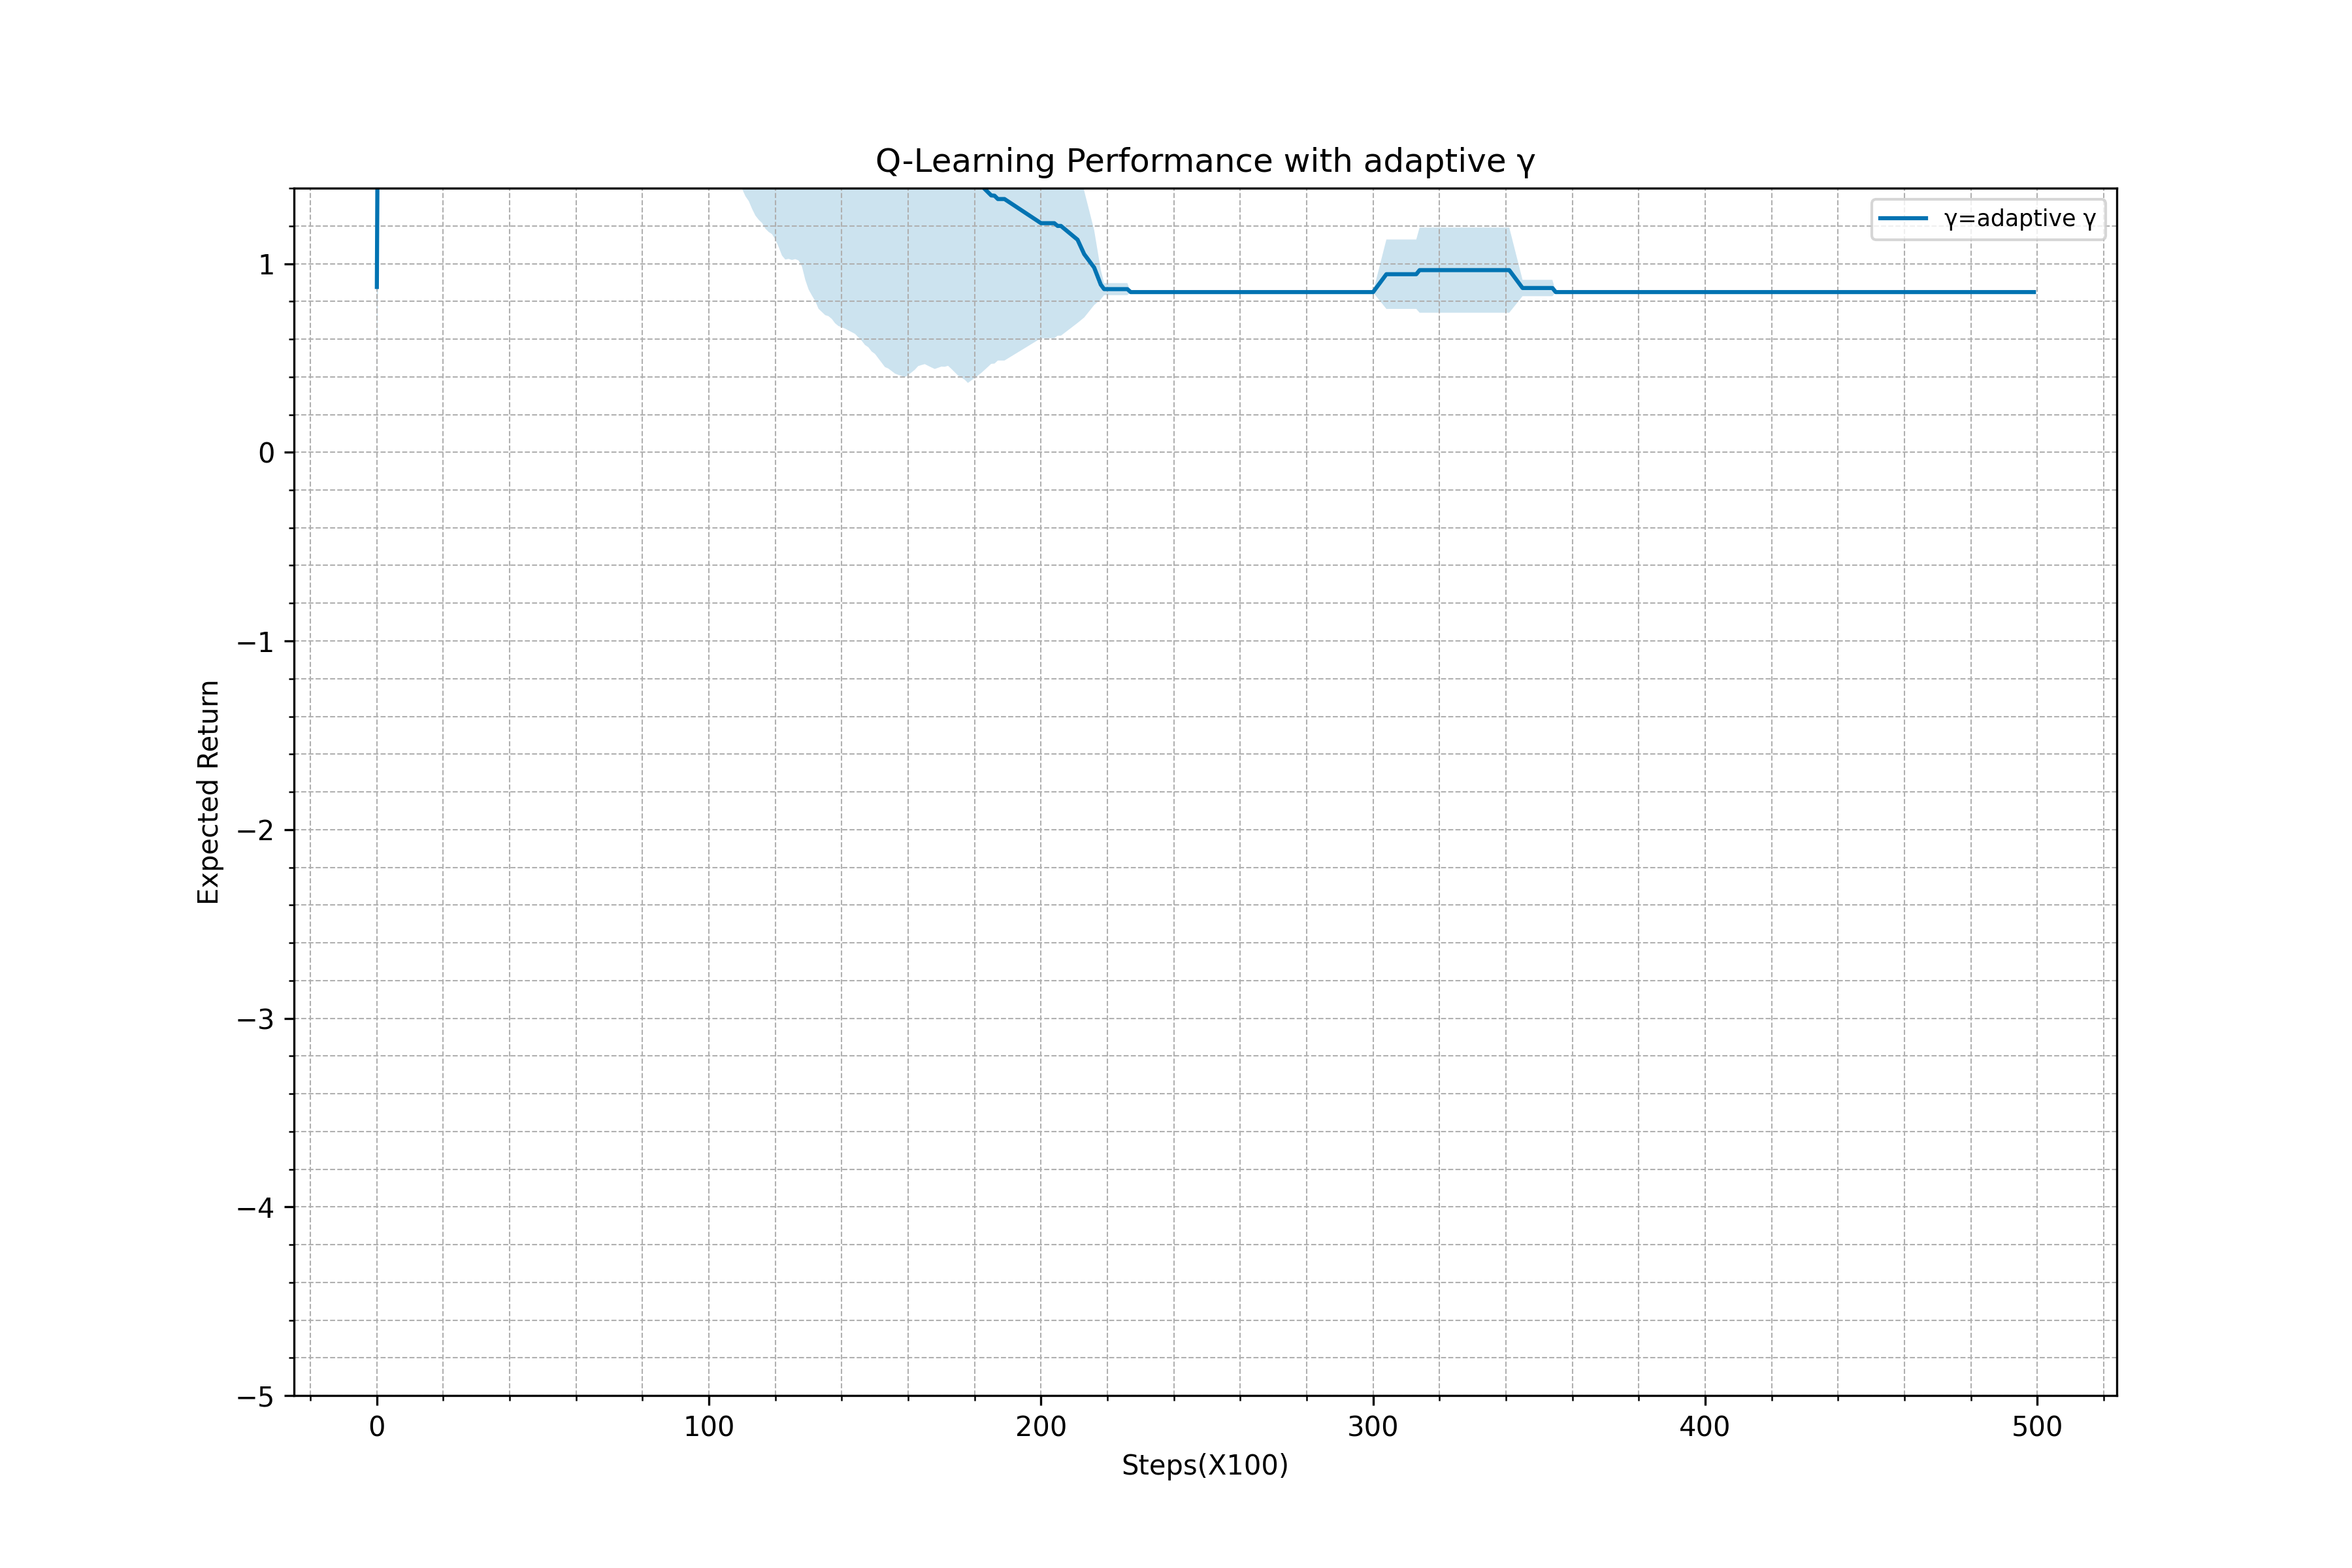 Q-Learning Performance with adaptive γ
γ=adaptive γ
1
0
−1
−2
−3
−4
−5
Expected Return
0 100 200 300 400 500
Steps(X100)